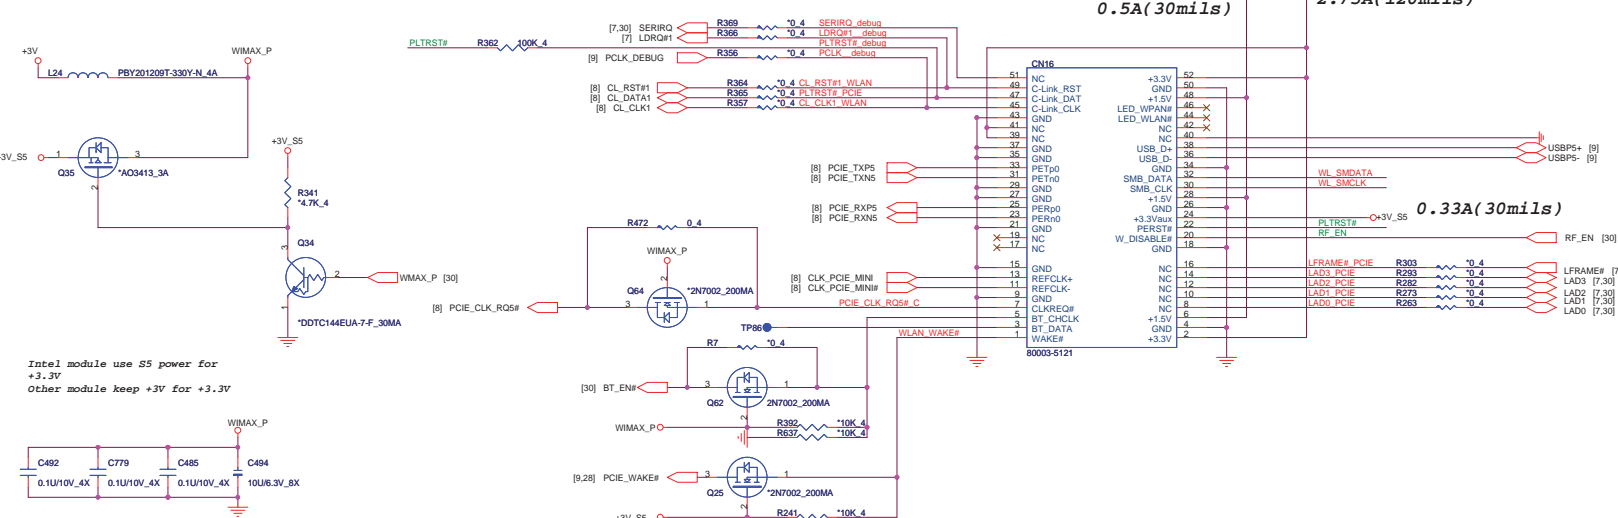 0.5A(30mils)
2.75A(120mils)
+3V
WIMAX_P
L24
PBY201209T-330Y-N_4A
+3V_S5
1
3
Q35
*AO3413_3A
2
+3V_S5
R341
*4.7K_4
3
Q34
2
WMAX_P [30]
1
*DDTC144EUA-7-F_30MA
Intel module use S5 power for
+3.3V
Other module keep +3V for +3.3V
WIMAX_P
C492
0.1U/10V_4X
C779
0.1U/10V_4X
C485
0.1U/10V_4X
C494
10U/6.3V_8X
PLTRST#
R362
100K_4
[7,30] SERIRQ
R369
*0_4
SERIRQ_debug
[7] LDRQ#1
R366
*0_4
LDRQ#1_debug
PLTRST#_debug
[9] PCLK_DEBUG
R356
*0_4
PCLK_debug
[8] CL_RST#1
R364
*0_4
CL_RST#1_WLAN
[8] CL_DATA1
R365
*0_4
PLTRST#_PCIE
[8] CL_CLK1
R357
*0_4
CL_CLK1_WLAN
[8] PCIE_TXP5
[8] PCIE_TXN5
[8] PCIE_RXP5
[8] PCIE_RXN5
R472
0_4
WIMAX_P
2
Q64
*2N7002_200MA
[8] PCIE_CLK_RQ5#
3
1
PCIE_CLK_RQ5#_C
[8] CLK_PCIE_MINI
[8] CLK_PCIE_MINI#
TP86
WLAN_WAKE#
R7
*0_4
[30] BT_EN#
3
1
Q62
2N7002_200MA
2
WIMAX_P
R392
*10K_4
R637
*10K_4
[9,28] PCIE_WAKE#
3
1
Q25
*2N7002_200MA
2
+3V_S5
R241
*10K_4
CN16
51 NC
49 C-Link_RST
47 C-Link_DAT
45 C-Link_CLK
43 GND
41 NC
39 NC
37 GND
35 GND
33 PETp0
31 PETn0
29 GND
27 GND
25 PERp0
23 PERn0
21 GND
19 NC
17 NC
15 GND
13 REFCLK+
11 REFCLK-
9 GND
7 CLKREQ#
5 BT_CHCLK
3 BT_DATA
1 WAKE#
80003-5121
+3.3V 52
GND 50
+1.5V 48
LED_WPAN# 46
LED_WLAN# 44
NC 42
NC 40
USB_D+ 38
USB_D- 36
GND 34
SMB_DATA 32
SMB_CLK 30
+1.5V 28
GND 26
+3.3Vaux 24
PERST# 22
W_DISABLE# 20
GND 18
NC 16
NC 14
NC 12
NC 10
NC 8
+1.5V 6
GND 4
+3.3V 2
USBP5+ [9]
USBP5- [9]
WL_SMDATA
WL_SMCLK
0.33A(30mils)
+3V_S5
PLTRST#
RF_EN
RF_EN [30]
LFRAME#_PCIE
R303
*0_4
LFRAME# [7
LAD3_PCIE
R293
*0_4
LAD3 [7,30]
LAD2_PCIE
R282
*0_4
LAD2 [7,30]
LAD1_PCIE
R273
*0_4
LAD1 [7,30]
LAD0_PCIE
R263
*0_4
LAD0 [7,30]